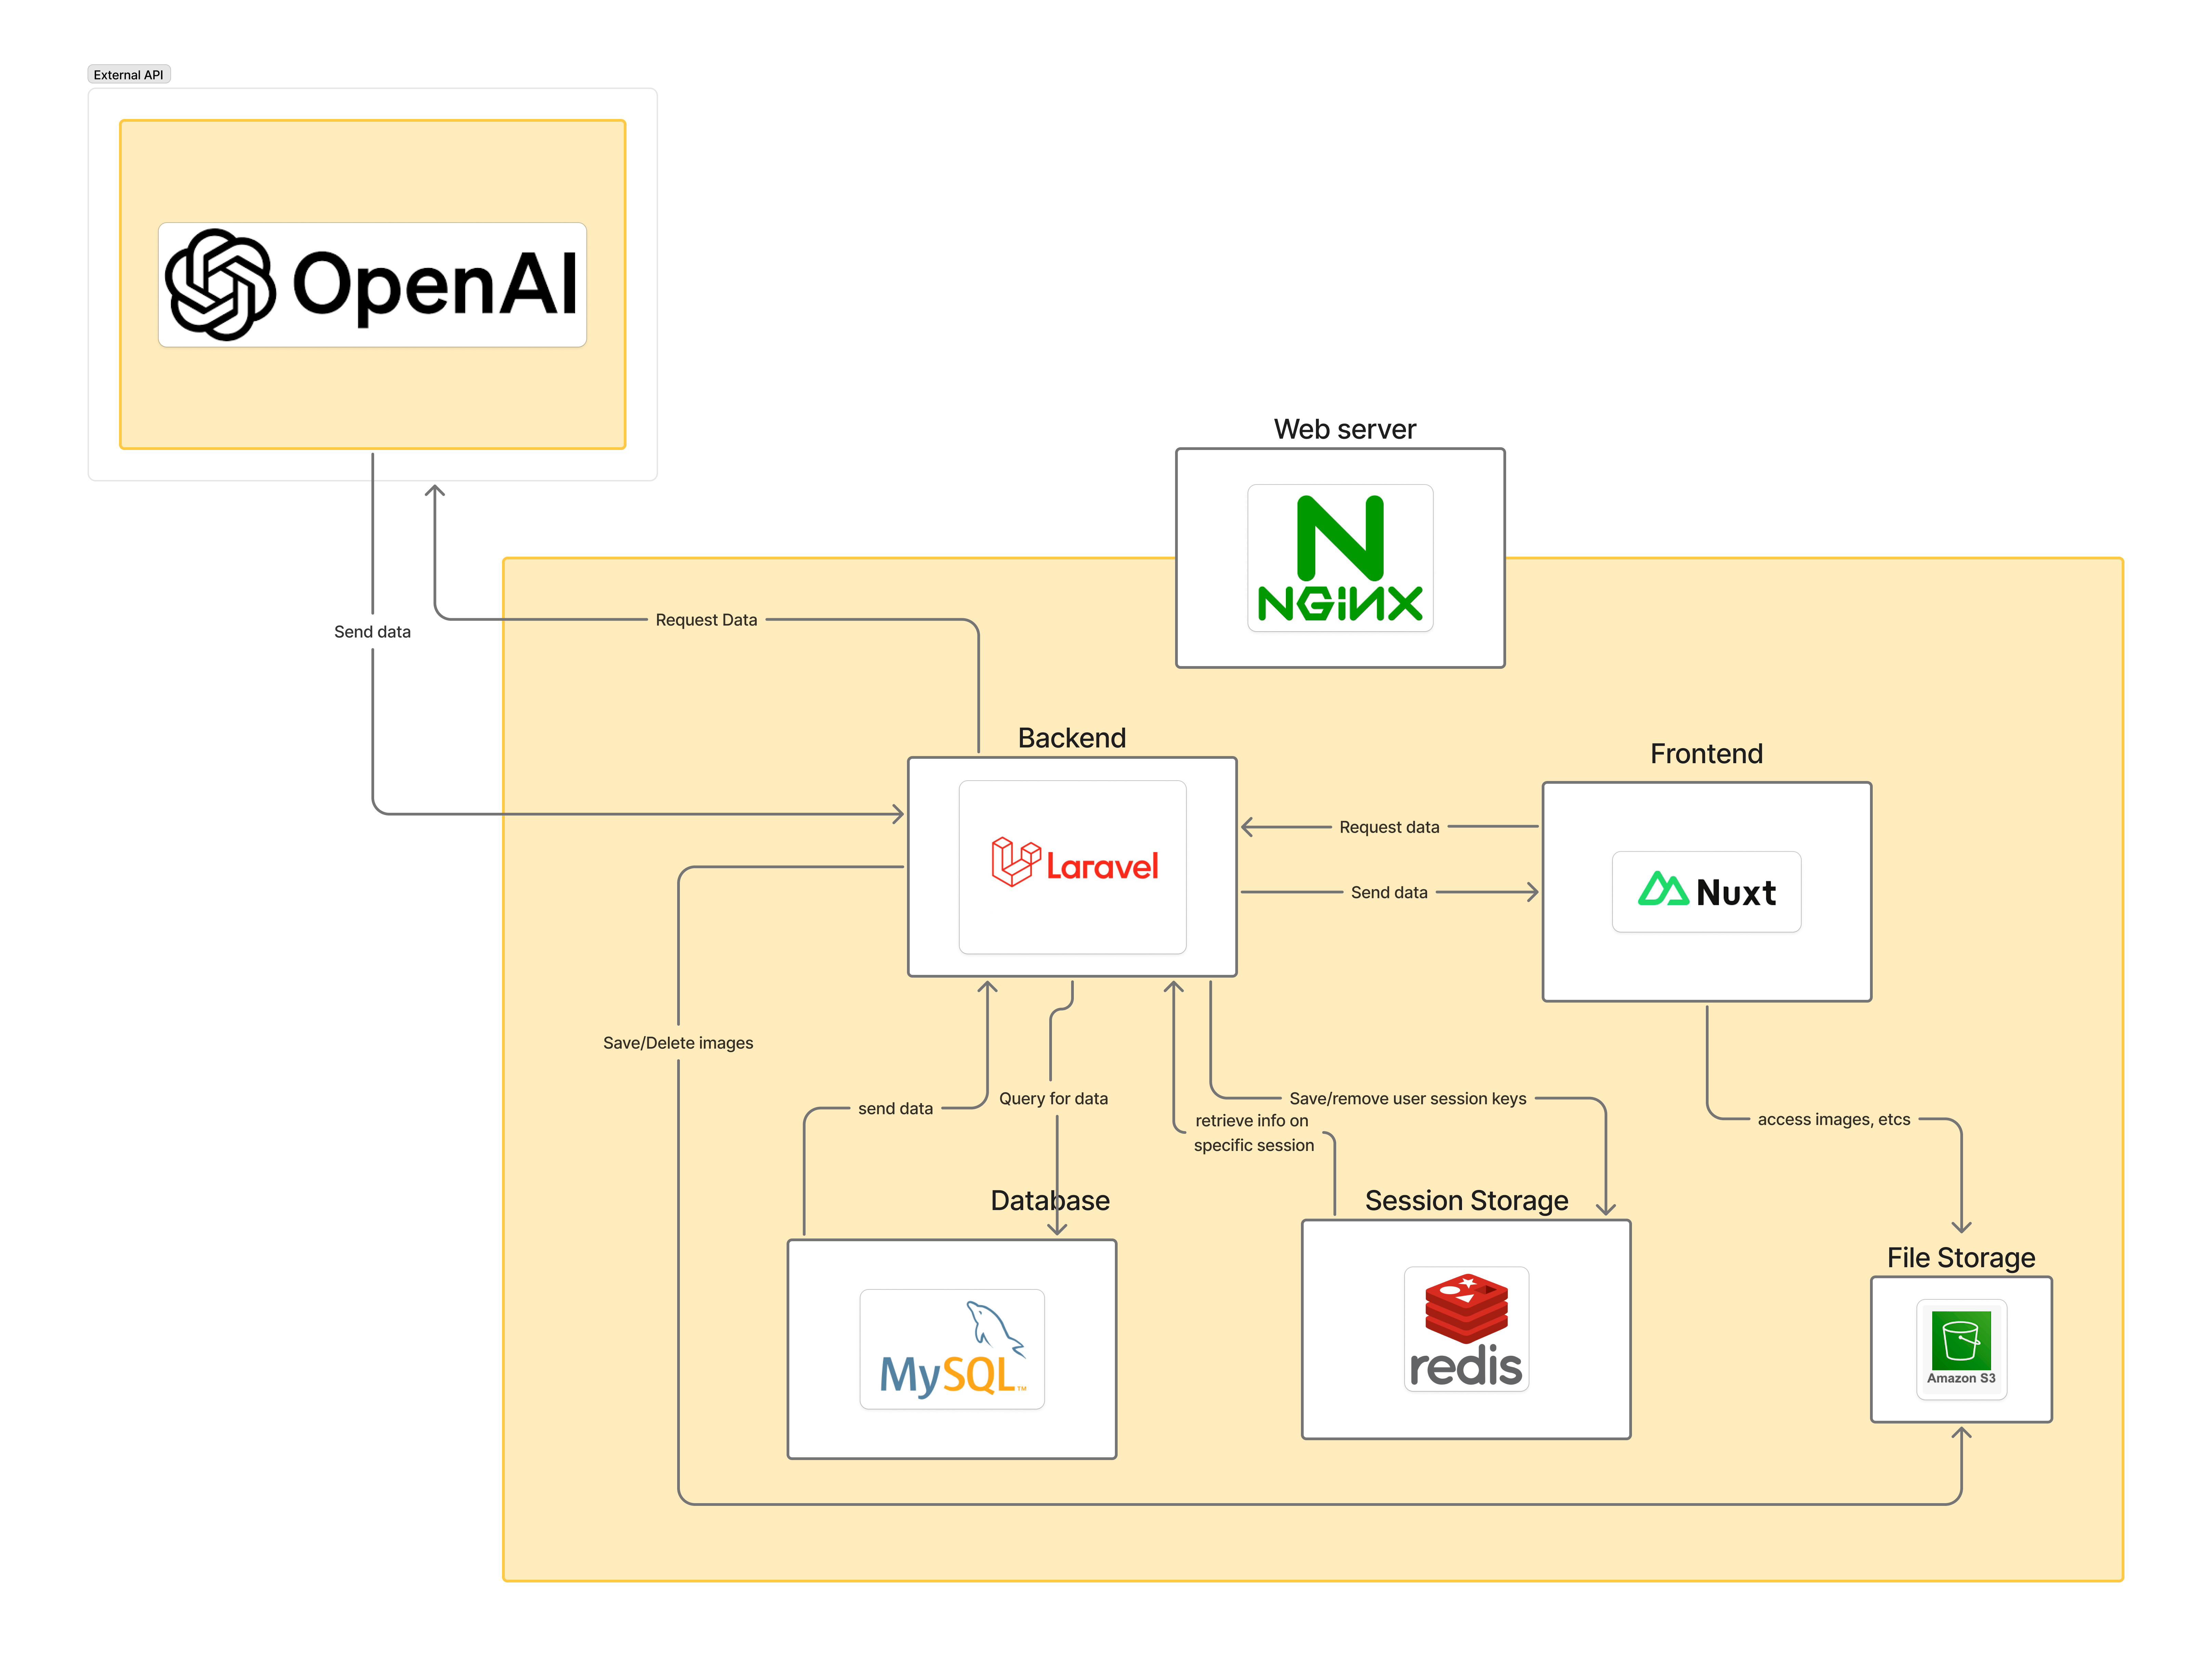 External API
OpenAI
Web server
NGINX
Send data
Request Data
Backend
Frontend
Laravel
Request data
Send data
Nuxt
Save/Delete images
send data
Query for data
Save/remove user session keys
retrieve info on
specific session
access images, etcs
Database
Session Storage
File Storage
MySQL™
redis
Amazon S3